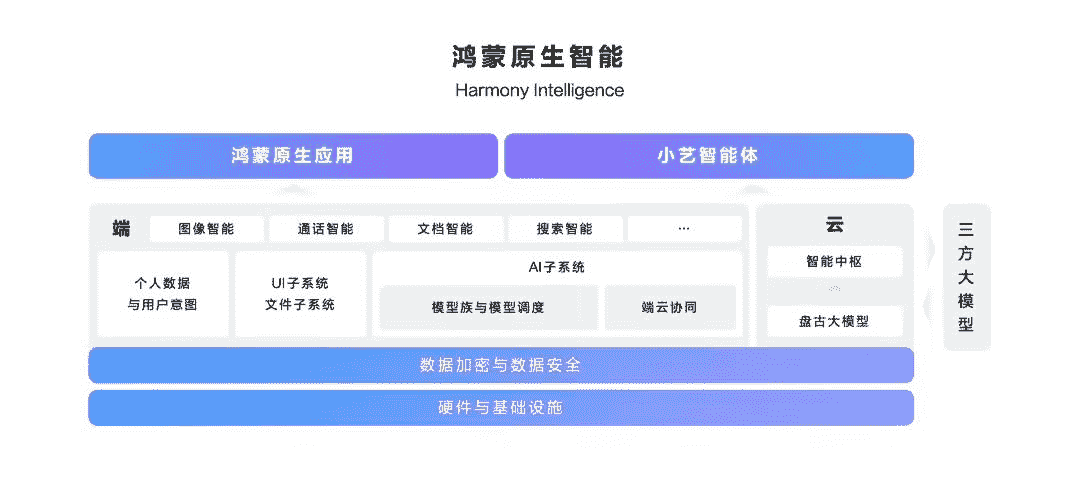 鸿蒙原生智能
Harmony Intelligence
鸿蒙原生应用
小艺智能体
端
图像智能
通话智能
文档智能
搜索智能
...
个人数据
与用户意图
UI子系统
文件子系统
AI子系统
模型族与模型调度
端云协同
云
智能中枢
盘古大模型
三方大模型
数据加密与数据安全
硬件与基础设施